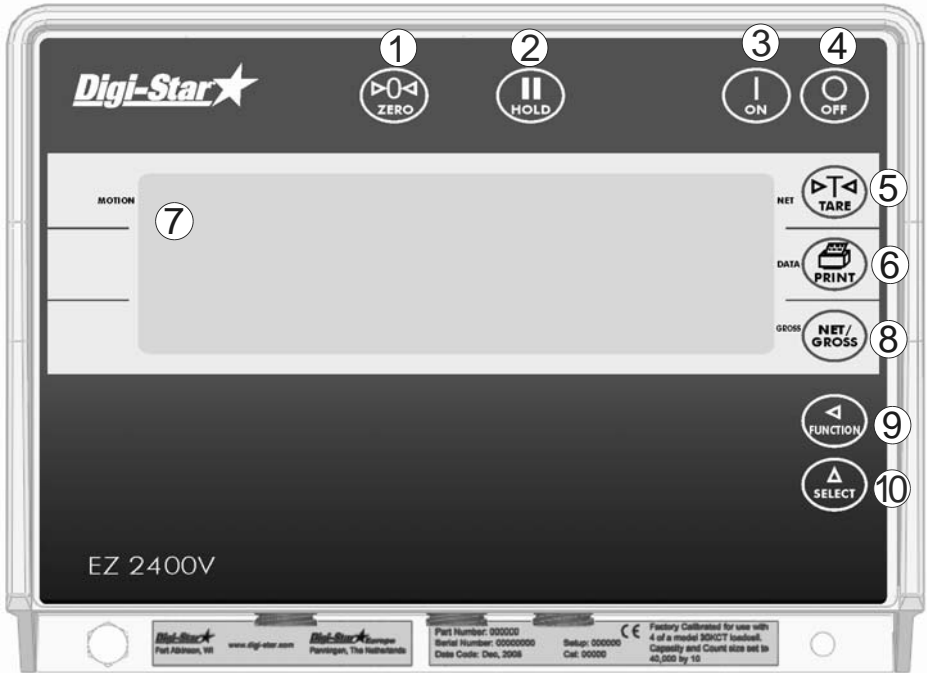 1 2 3 4
Digi-Star
ZERO
HOLD
ON
OFF
MOTION
7
NET
TARE
5
DATA
PRINT
6
GROSS
NET/
GROSS
8
FUNCTION
9
SELECT
10
EZ 2400V
Digi-Star
Fort Atkinson, WI
www.digi-star.com
Digi-Star Europe
Panningen, The Netherlands
Part Number: 000000
Serial Number: 00000000
Date Code: Dec, 2008
Setup: 000000
Cal: 00000
CE
Factory Calibrated for use with
4 of a model 30KCT loadcell.
Capacity and Count size set to
40,000 by 10